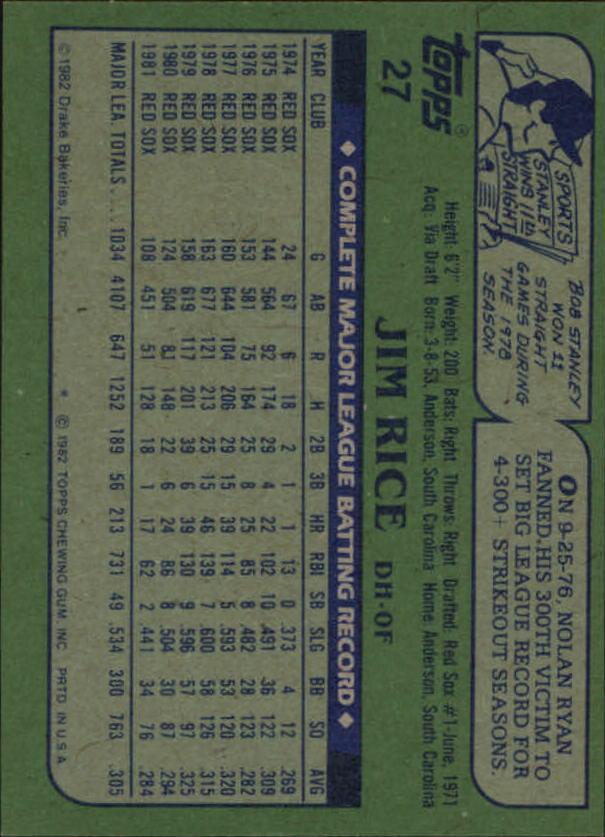 SPORTS
STANLEY
WINS 11th
STRAIGHT
BOB STANLEY
WON 11
STRAIGHT
GAMES DURING
THE 1978
SEASON.
ON 9-25-76, NOLAN RYAN
FANNED HIS 300TH VICTIM TO
SET BIG LEAGUE RECORD FOR
4-300+ STRIKEOUT SEASONS.
topps®
27
JIM RICE DH·OF
Height: 6'2" Weight: 200 Bats: Right Throws: Right Drafted: Red Sox #1-June, 1971
Acq: Via Draft Born: 3-8-53, Anderson, South Carolina Home: Anderson, South Carolina
◆ COMPLETE MAJOR LEAGUE BATTING RECORD ◆
YEAR CLUB G AB R H 2B 3B HR RBI SB SLG BB SO AVG
1974 RED SOX 24 67 6 18 2 1 1 13 0 .373 4 12 .269
1975 RED SOX 144 564 92 174 29 4 22 102 10 .491 36 122 .309
1976 RED SOX 153 581 75 164 25 8 25 85 8 .482 28 123 .282
1977 RED SOX 160 644 104 206 29 15 39 114 5 .593 53 120 .320
1978 RED SOX 163 677 121 213 25 15 46 139 7 .600 58 126 .315
1979 RED SOX 158 619 117 201 39 6 39 130 9 .596 57 97 .325
1980 RED SOX 124 504 81 148 22 6 24 86 8 .504 30 87 .294
1981 RED SOX 108 451 51 128 18 1 17 62 2 .441 34 76 .284
MAJOR LEA. TOTALS.... 1034 4107 647 1252 189 56 213 731 49 .534 300 763 .305
© 1982 Drake Bakeries, Inc. * © 1982 TOPPS CHEWING GUM, INC. PRTD. IN U.S.A.